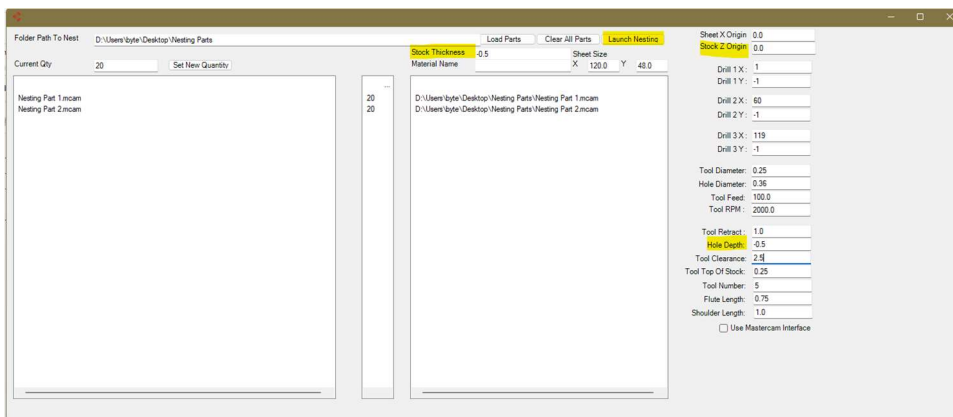 Folder Path To Nest D:\Users\byte\Desktop\Nesting Parts Load Parts Clear All Parts Launch Nesting
Stock Thickness -0.5 Sheet Size
Current Qty 20 Set New Quantity Material Name X 120.0 Y 48.0
...
Nesting Part 1.mcam 20 D:\Users\byte\Desktop\Nesting Parts\Nesting Part 1.mcam
Nesting Part 2.mcam 20 D:\Users\byte\Desktop\Nesting Parts\Nesting Part 2.mcam
Sheet X Origin 0.0
Stock Z Origin 0.0
Drill 1 X : 1
Drill 1 Y : -1
Drill 2 X : 60
Drill 2 Y : -1
Drill 3 X : 119
Drill 3 Y : -1
Tool Diameter: 0.25
Hole Diameter: 0.36
Tool Feed: 100.0
Tool RPM : 2000.0
Tool Retract : 1.0
Hole Depth: -0.5
Tool Clearance: 2.5
Tool Top Of Stock: 0.25
Tool Number: 5
Flute Length: 0.75
Shoulder Length: 1.0
Use Mastercam Interface